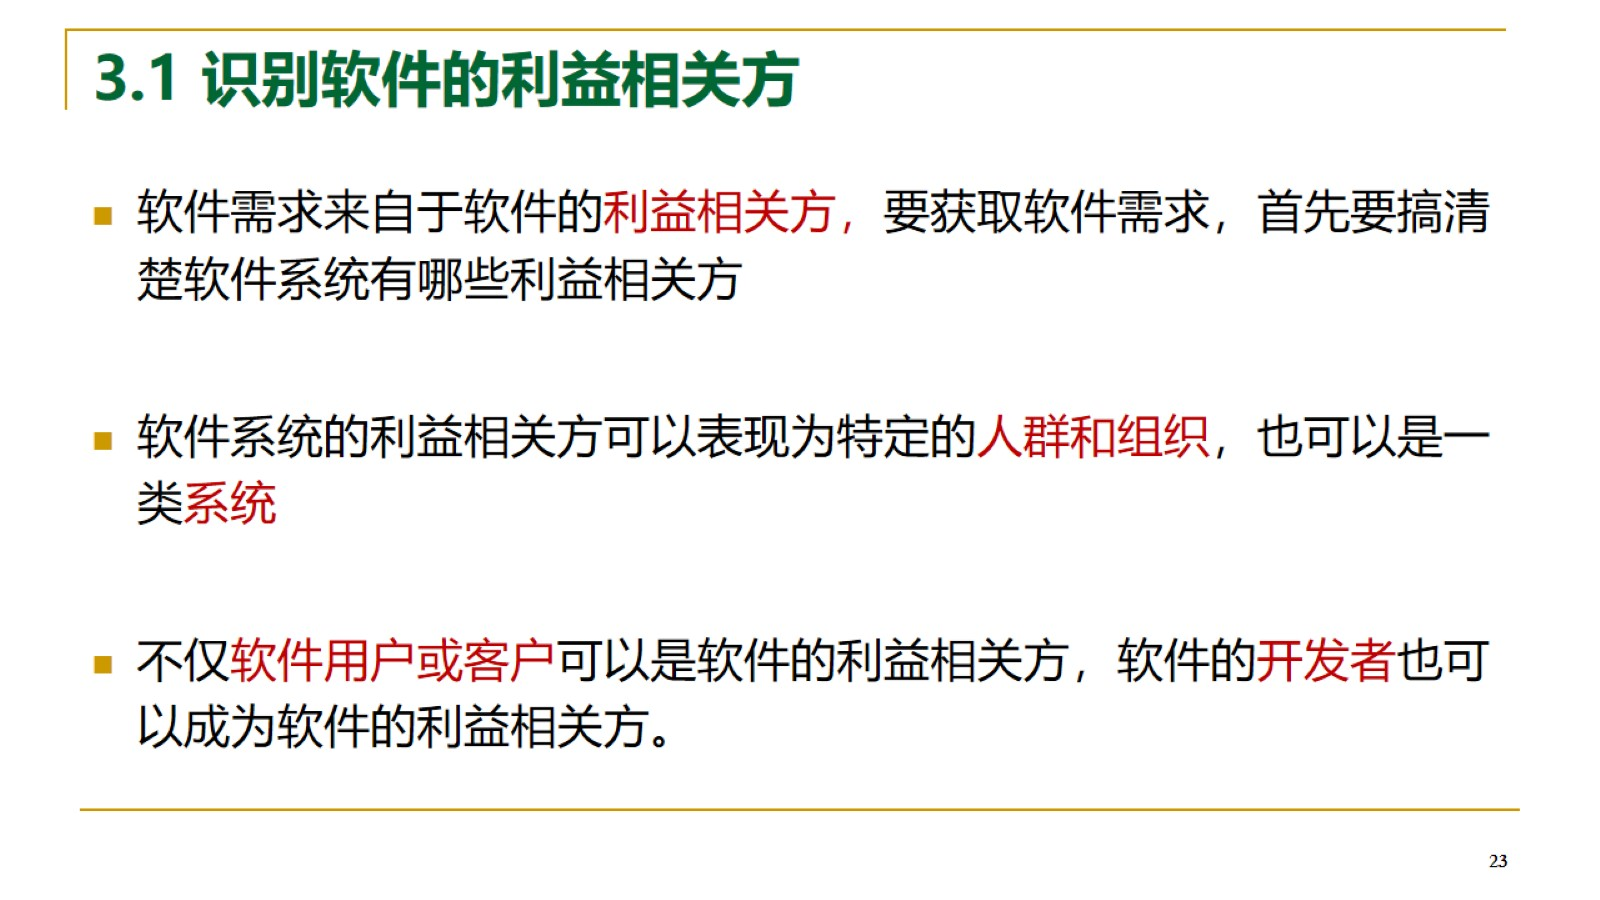 3.1 识别软件的利益相关方
软件需求来自于软件的利益相关方，要获取软件需求，首先要搞清
楚软件系统有哪些利益相关方
软件系统的利益相关方可以表现为特定的人群和组织，也可以是一
类系统
不仅软件用户或客户可以是软件的利益相关方，软件的开发者也可
以成为软件的利益相关方。
23